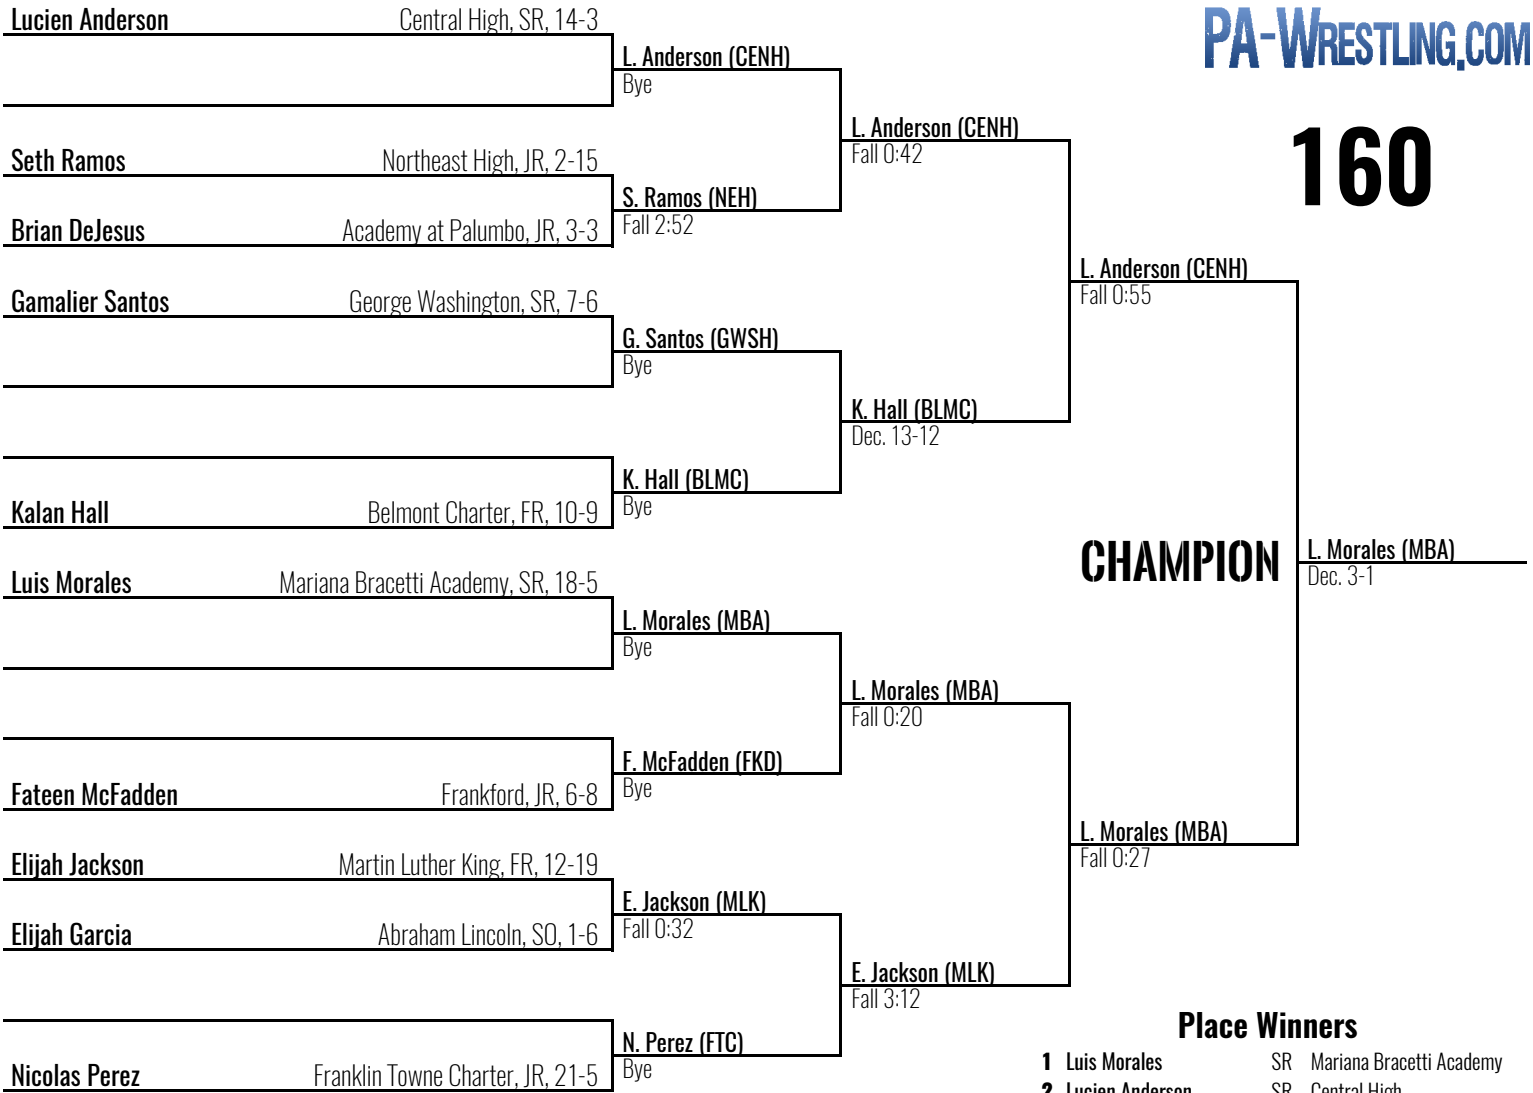 PA-Wrestling.com
160
Lucien Anderson Central High, SR, 14-3
L. Anderson (CENH)
Bye
L. Anderson (CENH)
Fall 0:42
Seth Ramos Northeast High, JR, 2-15
S. Ramos (NEH)
Fall 2:52
Brian DeJesus Academy at Palumbo, JR, 3-3
L. Anderson (CENH)
Fall 0:55
Gamalier Santos George Washington, SR, 7-6
G. Santos (GWSH)
Bye
K. Hall (BLMC)
Dec. 13-12
K. Hall (BLMC)
Bye
Kalan Hall Belmont Charter, FR, 10-9
CHAMPION
L. Morales (MBA)
Dec. 3-1
Luis Morales Mariana Bracetti Academy, SR, 18-5
L. Morales (MBA)
Bye
L. Morales (MBA)
Fall 0:20
F. McFadden (FKD)
Bye
Fateen McFadden Frankford, JR, 6-8
L. Morales (MBA)
Fall 0:27
Elijah Jackson Martin Luther King, FR, 12-19
E. Jackson (MLK)
Fall 0:32
Elijah Garcia Abraham Lincoln, SO, 1-6
E. Jackson (MLK)
Fall 3:12
N. Perez (FTC)
Bye
Nicolas Perez Franklin Towne Charter, JR, 21-5
Place Winners
1 Luis Morales SR Mariana Bracetti Academy
2 Lucien Anderson SR Central High